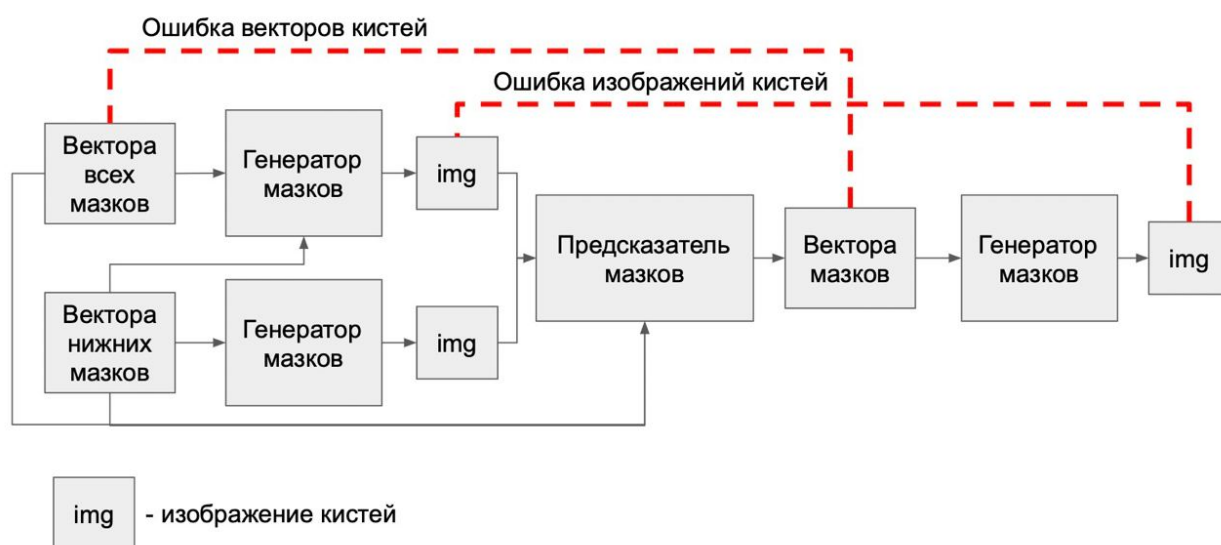 Ошибка векторов кистей
Ошибка изображений кистей
Вектора
всех
мазков
Генератор
мазков
img
Вектора
нижних
мазков
Генератор
мазков
img
Предсказатель
мазков
Вектора
мазков
Генератор
мазков
img
img - изображение кистей